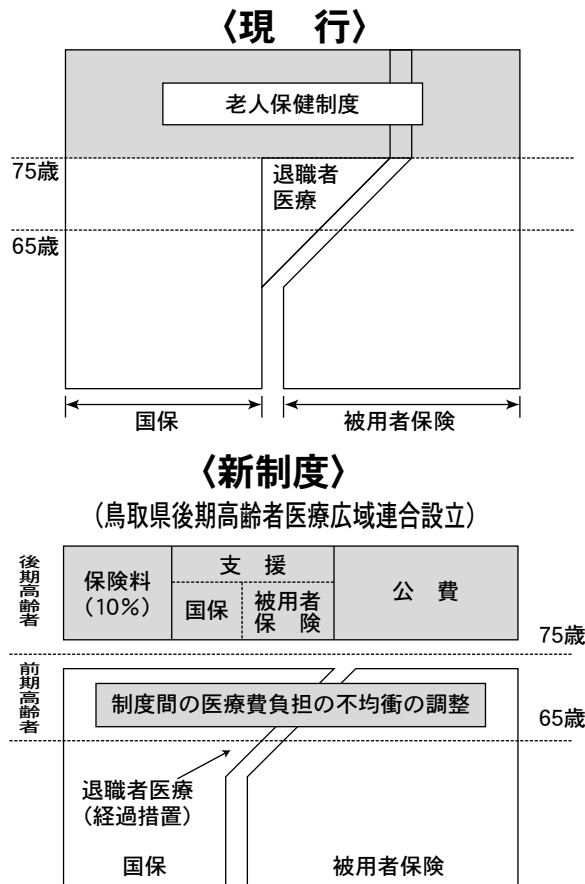 〈現　行〉
老人保健制度
75歳
退職者
医療
65歳
国保
被用者保険
〈新制度〉
（鳥取県後期高齢者医療広域連合設立）
後期高齢者
保険料
（10%）
支　援
国保
被用者
保　険
公　費
75歳
前期高齢者
制度間の医療費負担の不均衡の調整
65歳
退職者医療
（経過措置）
国保
被用者保険